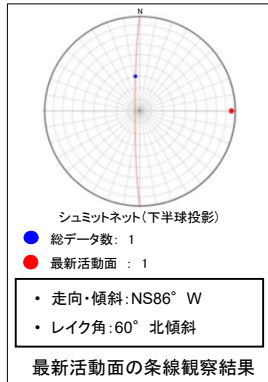 N
シュミットネット(下半球投影)
総データ数: 1
最新活動面 : 1
• 走向・傾斜:NS86° W
• レイク角:60° 北傾斜
最新活動面の条線観察結果